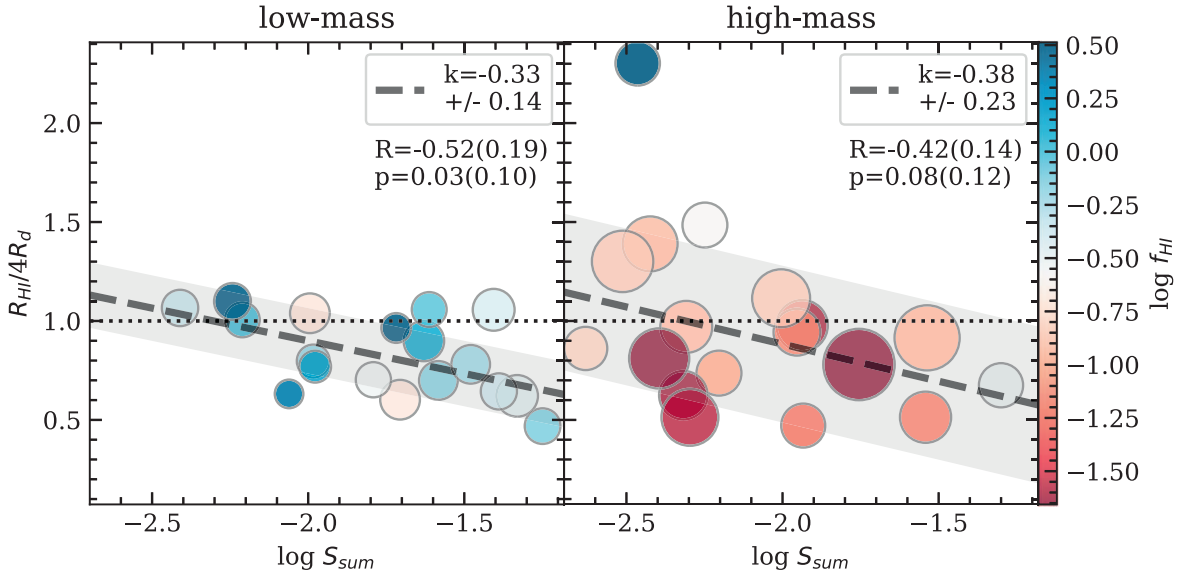 low-mass
high-mass
k=-0.33
+/- 0.14
R=-0.52(0.19)
p=0.03(0.10)
k=-0.38
+/- 0.23
R=-0.42(0.14)
p=0.08(0.12)
2.0
1.5
1.0
0.5
R_HI/4R_d
−2.5
−2.0
−1.5
log S_sum
−2.5
−2.0
−1.5
log S_sum
0.50
0.25
0.00
−0.25
−0.50
−0.75
−1.00
−1.25
−1.50
log f_HI